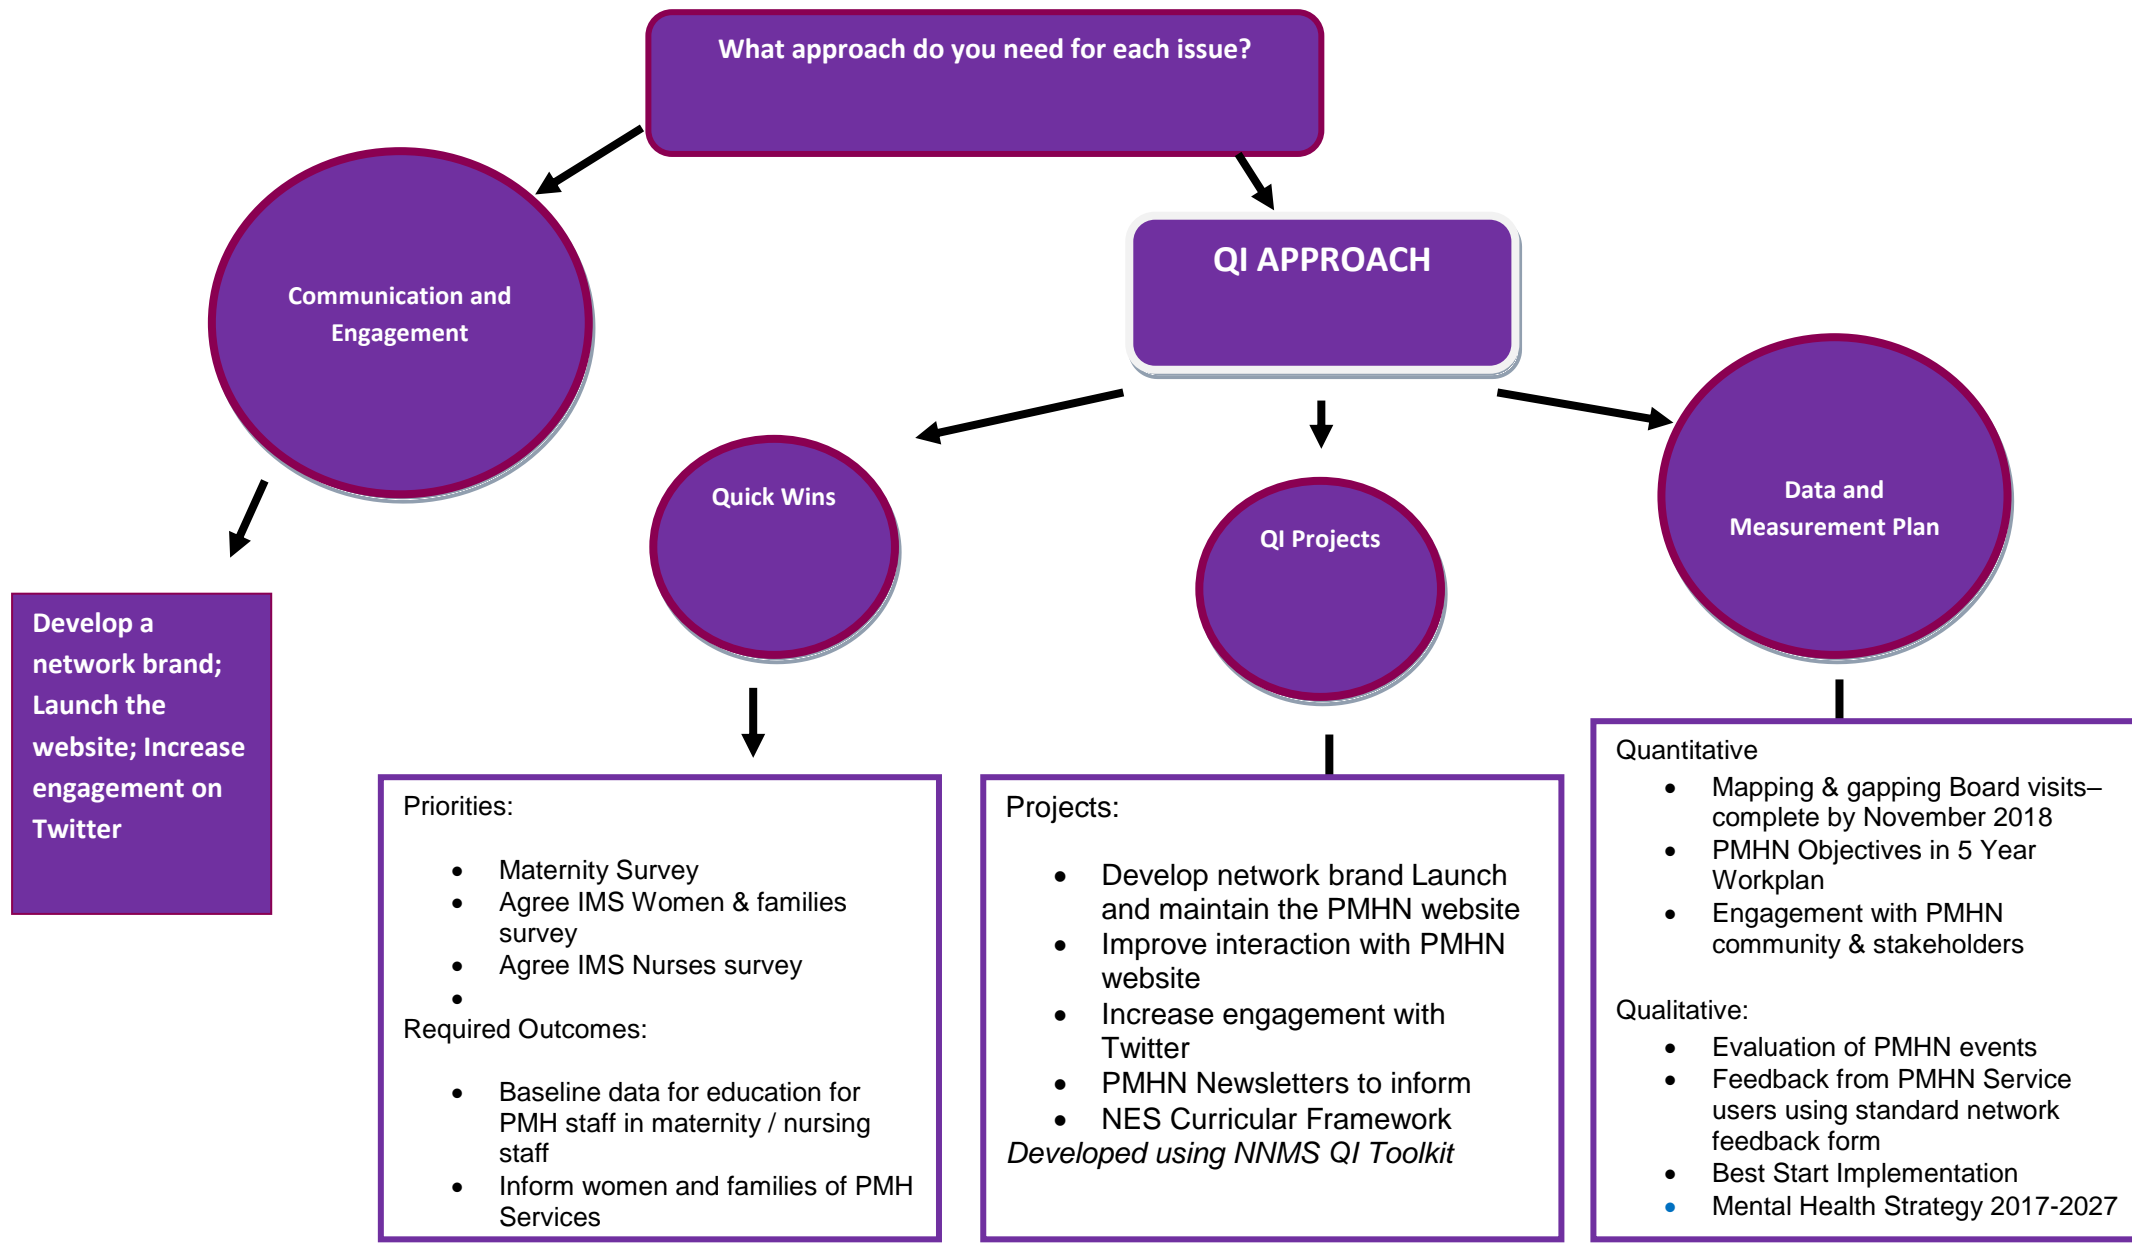 What approach do you need for each issue?
QI APPROACH
Communication and
Engagement
Quick Wins
QI Projects
Data and
Measurement Plan
Develop a
network brand;
Launch the
website; Increase
engagement on
Twitter
Priorities:
• Maternity Survey
• Agree IMS Women & families
survey
• Agree IMS Nurses survey
•
Required Outcomes:
• Baseline data for education for
PMH staff in maternity / nursing
staff
• Inform women and families of PMH
Services
Projects:
• Develop network brand Launch
and maintain the PMHN website
• Improve interaction with PMHN
website
• Increase engagement with
Twitter
• PMHN Newsletters to inform
• NES Curricular Framework
Developed using NNMS QI Toolkit
Quantitative
• Mapping & gapping Board visits–
complete by November 2018
• PMHN Objectives in 5 Year
Workplan
• Engagement with PMHN
community & stakeholders
Qualitative:
• Evaluation of PMHN events
• Feedback from PMHN Service
users using standard network
feedback form
• Best Start Implementation
• Mental Health Strategy 2017-2027